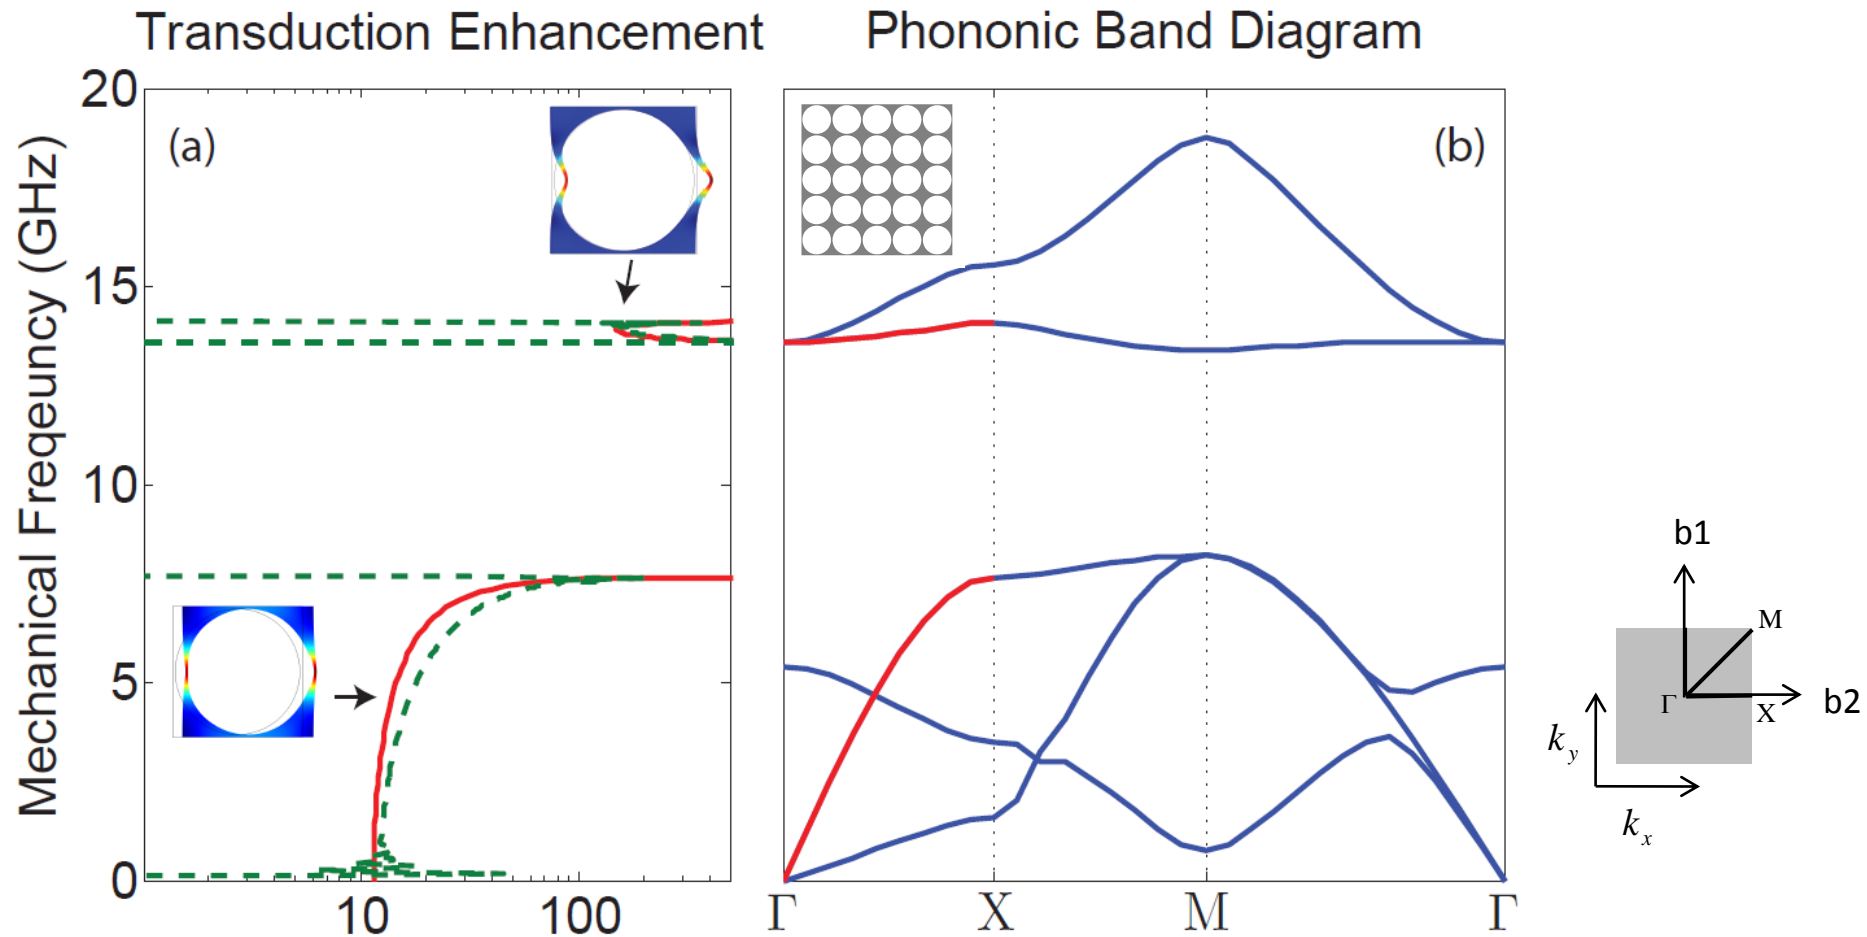 Transduction Enhancement
Phononic Band Diagram
Mechanical Freqeuncy (GHz)
20
15
10
5
0
(a)
(b)
10
100
Γ
X
M
Γ
b1
M
Γ
X
b2
k_y
k_x